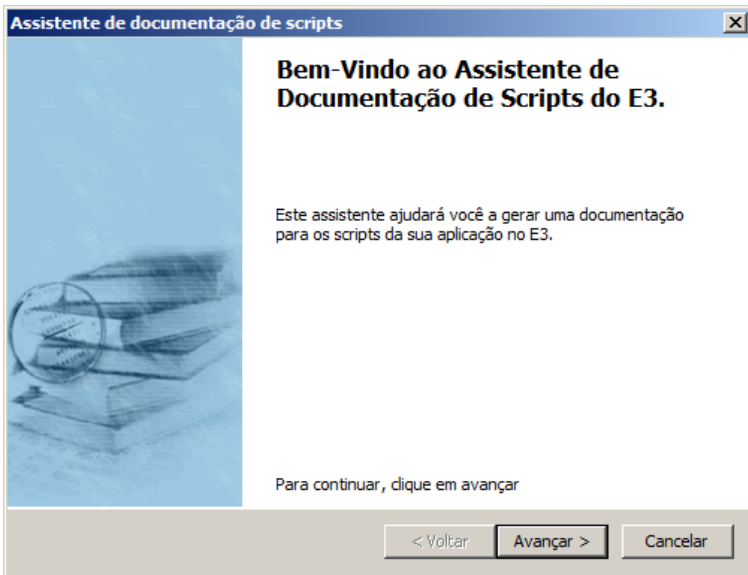 Assistente de documentação de scripts
Bem-Vindo ao Assistente de
Documentação de Scripts do E3.
Este assistente ajudará você a gerar uma documentação
para os scripts da sua aplicação no E3.
Para continuar, clique em avançar
< Voltar
Avançar >
Cancelar